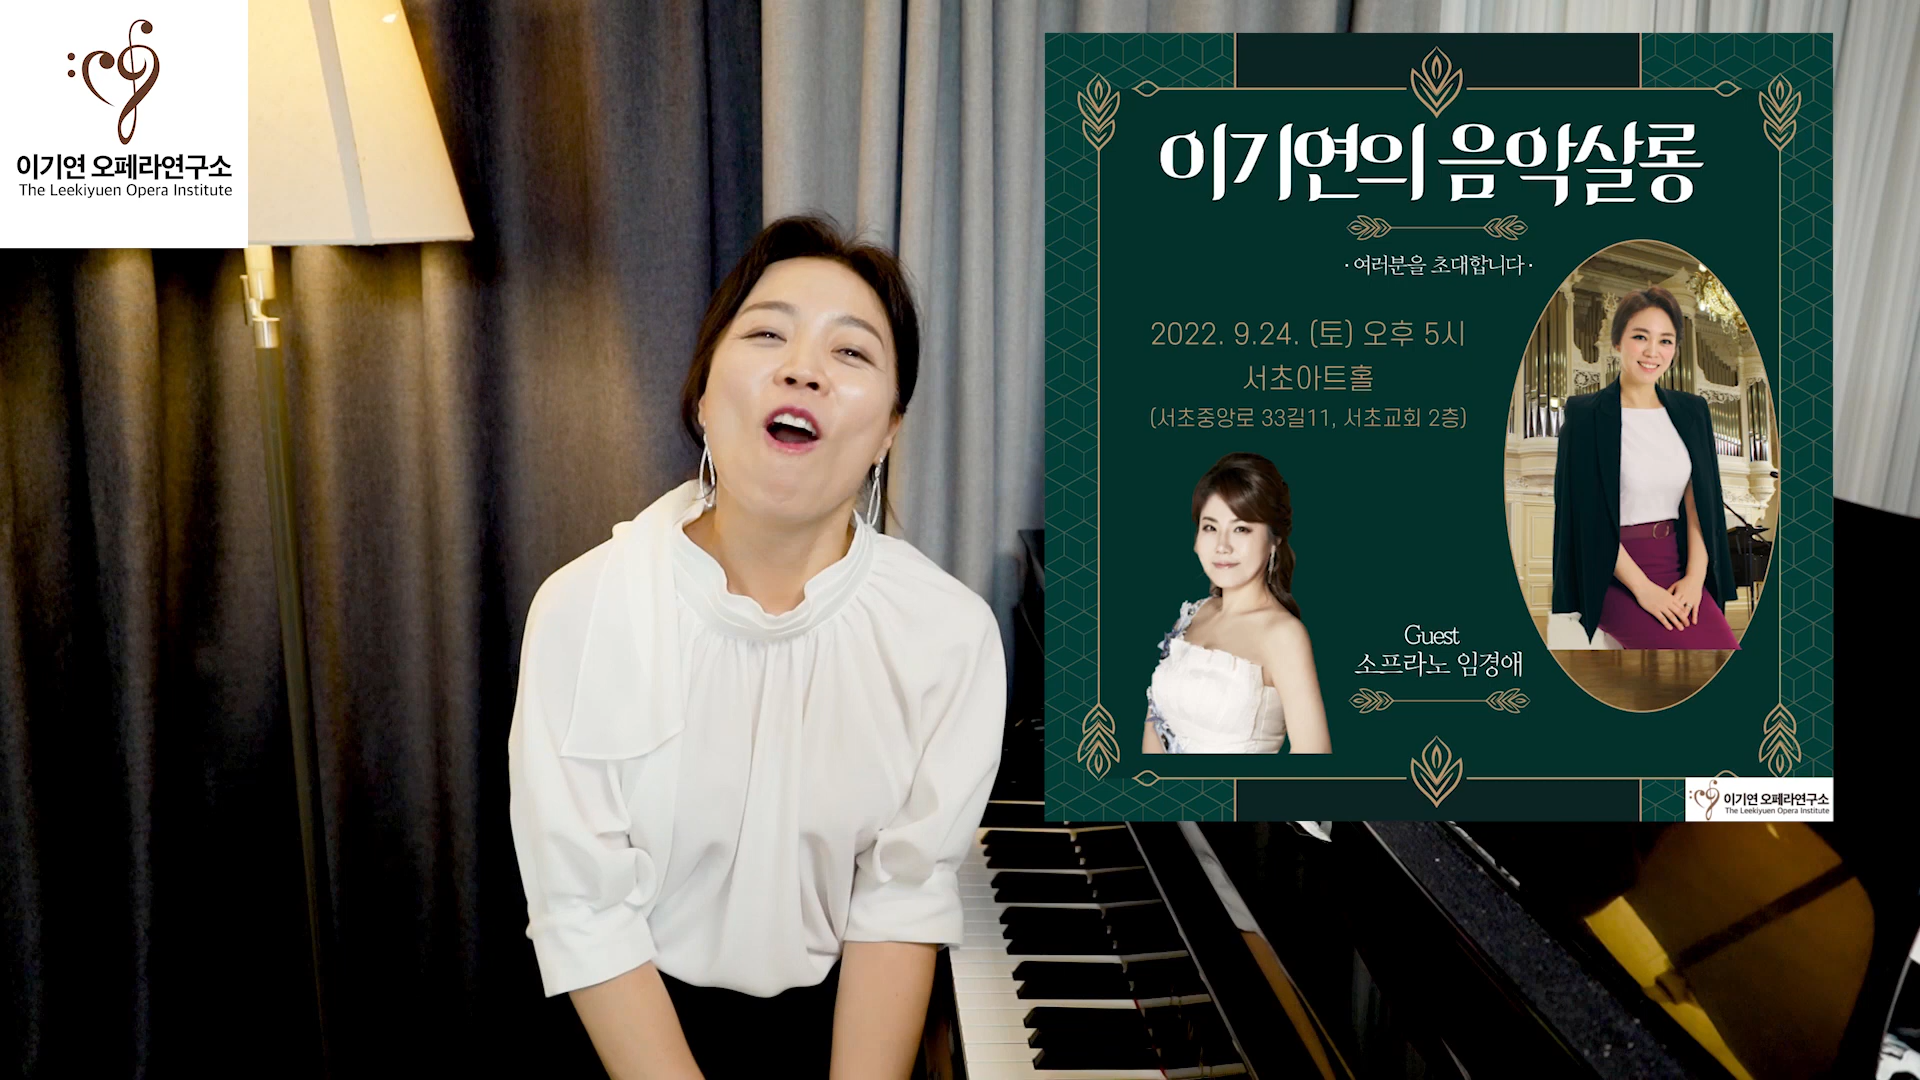 이기연 오페라연구소
The Leekiyuen Opera Institute
이기연의 음악살롱
· 여러분을 초대합니다 ·
2022. 9.24. (토) 오후 5시
서초아트홀
(서초중앙로 33길11, 서초교회 2층)
Guest
소프라노 임경애
이기연 오페라연구소
The Leekiyuen Opera Institute